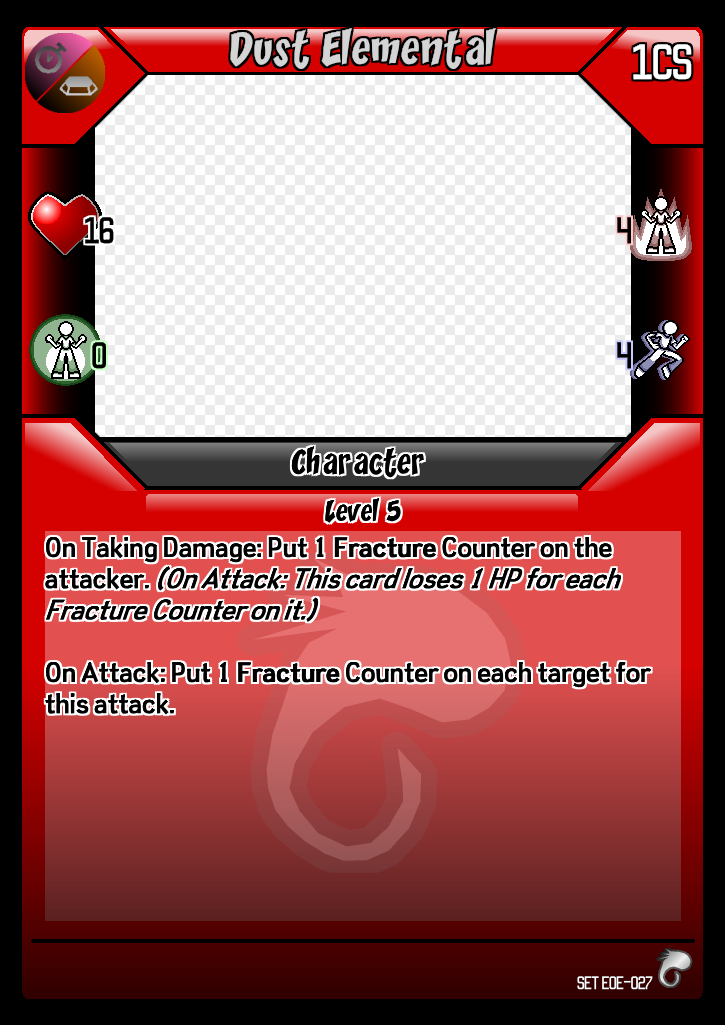 Dust Elemental
1CS
16
4
0
4
Character
Level 5
On Taking Damage: Put 1 Fracture Counter on the
attacker. (On Attack: This card loses 1 HP for each
Fracture Counter on it.)
On Attack: Put 1 Fracture Counter on each target for
this attack.
SET EOE-027